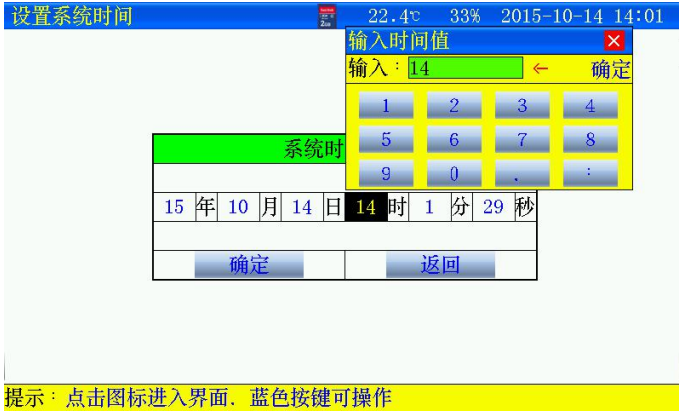 设置系统时间 22.4℃ 33% 2015-10-14 14:01
输入时间值
输入：14 ← 确定
1 2 3 4
5 6 7 8
9 0 . :
系统时
15 年 10 月 14 日 14 时 1 分 29 秒
确定 返回
提示：点击图标进入界面．蓝色按键可操作